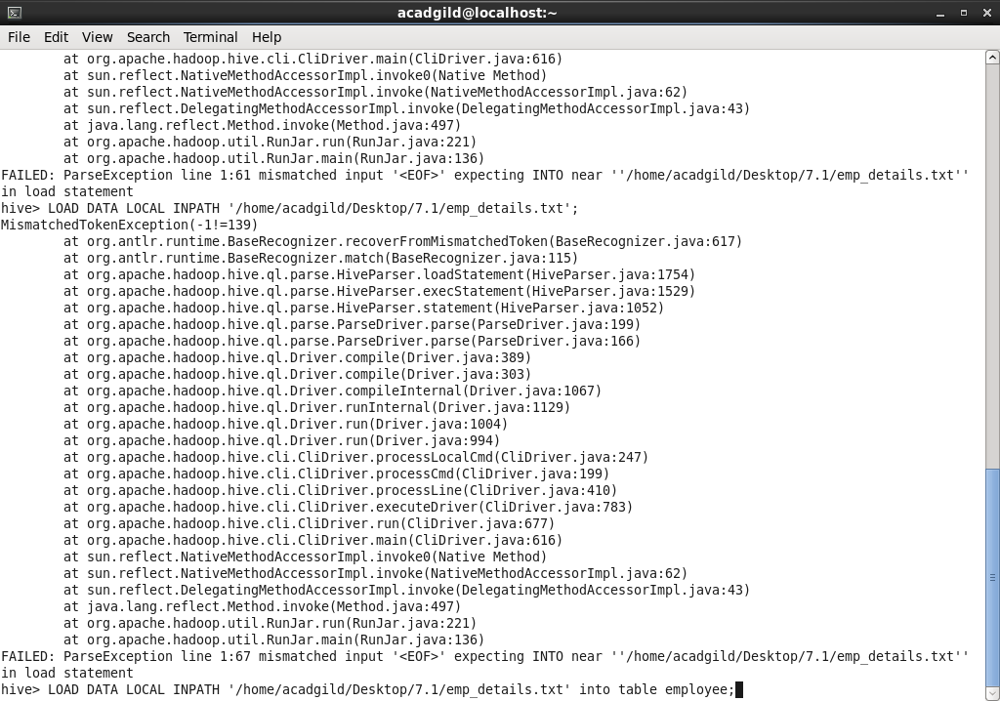 acadgild@localhost:~
File Edit View Search Terminal Help
at org.apache.hadoop.hive.cli.CliDriver.main(CliDriver.java:616)
at sun.reflect.NativeMethodAccessorImpl.invoke0(Native Method)
at sun.reflect.NativeMethodAccessorImpl.invoke(NativeMethodAccessorImpl.java:62)
at sun.reflect.DelegatingMethodAccessorImpl.invoke(DelegatingMethodAccessorImpl.java:43)
at java.lang.reflect.Method.invoke(Method.java:497)
at org.apache.hadoop.util.RunJar.run(RunJar.java:221)
at org.apache.hadoop.util.RunJar.main(RunJar.java:136)
FAILED: ParseException line 1:61 mismatched input '<EOF>' expecting INTO near ''/home/acadgild/Desktop/7.1/emp_details.txt''
in load statement
hive> LOAD DATA LOCAL INPATH '/home/acadgild/Desktop/7.1/emp_details.txt';
MismatchedTokenException(-1!=139)
at org.antlr.runtime.BaseRecognizer.recoverFromMismatchedToken(BaseRecognizer.java:617)
at org.antlr.runtime.BaseRecognizer.match(BaseRecognizer.java:115)
at org.apache.hadoop.hive.ql.parse.HiveParser.loadStatement(HiveParser.java:1754)
at org.apache.hadoop.hive.ql.parse.HiveParser.execStatement(HiveParser.java:1529)
at org.apache.hadoop.hive.ql.parse.HiveParser.statement(HiveParser.java:1052)
at org.apache.hadoop.hive.ql.parse.ParseDriver.parse(ParseDriver.java:199)
at org.apache.hadoop.hive.ql.parse.ParseDriver.parse(ParseDriver.java:166)
at org.apache.hadoop.hive.ql.Driver.compile(Driver.java:389)
at org.apache.hadoop.hive.ql.Driver.compile(Driver.java:303)
at org.apache.hadoop.hive.ql.Driver.compileInternal(Driver.java:1067)
at org.apache.hadoop.hive.ql.Driver.runInternal(Driver.java:1129)
at org.apache.hadoop.hive.ql.Driver.run(Driver.java:1004)
at org.apache.hadoop.hive.ql.Driver.run(Driver.java:994)
at org.apache.hadoop.hive.cli.CliDriver.processLocalCmd(CliDriver.java:247)
at org.apache.hadoop.hive.cli.CliDriver.processCmd(CliDriver.java:199)
at org.apache.hadoop.hive.cli.CliDriver.processLine(CliDriver.java:410)
at org.apache.hadoop.hive.cli.CliDriver.executeDriver(CliDriver.java:783)
at org.apache.hadoop.hive.cli.CliDriver.run(CliDriver.java:677)
at org.apache.hadoop.hive.cli.CliDriver.main(CliDriver.java:616)
at sun.reflect.NativeMethodAccessorImpl.invoke0(Native Method)
at sun.reflect.NativeMethodAccessorImpl.invoke(NativeMethodAccessorImpl.java:62)
at sun.reflect.DelegatingMethodAccessorImpl.invoke(DelegatingMethodAccessorImpl.java:43)
at java.lang.reflect.Method.invoke(Method.java:497)
at org.apache.hadoop.util.RunJar.run(RunJar.java:221)
at org.apache.hadoop.util.RunJar.main(RunJar.java:136)
FAILED: ParseException line 1:67 mismatched input '<EOF>' expecting INTO near ''/home/acadgild/Desktop/7.1/emp_details.txt''
in load statement
hive> LOAD DATA LOCAL INPATH '/home/acadgild/Desktop/7.1/emp_details.txt' into table employee;